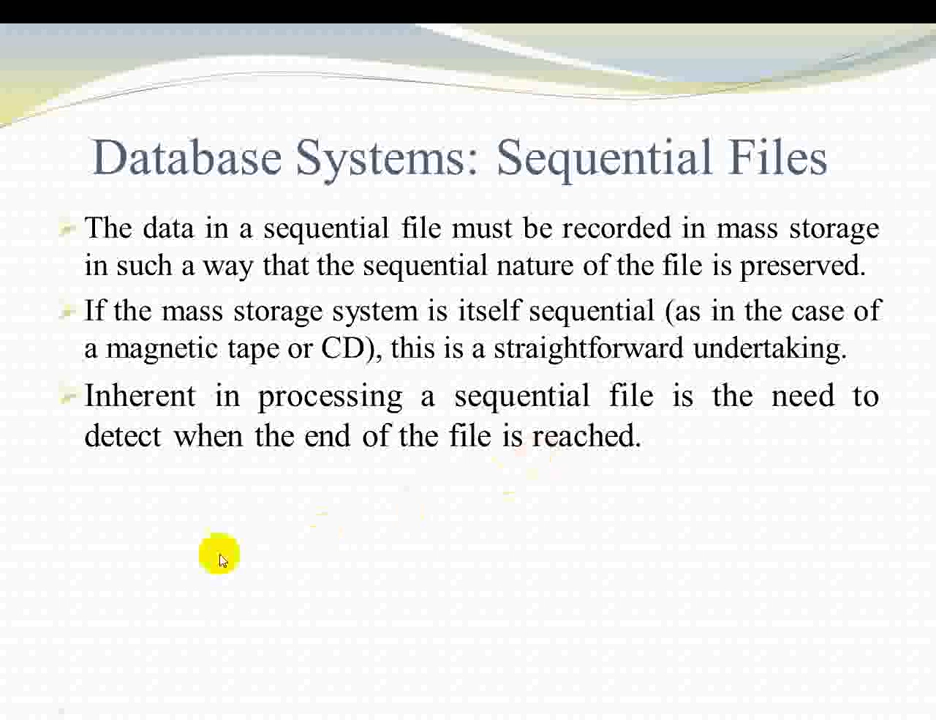 Database Systems: Sequential Files
The data in a sequential file must be recorded in mass storage
in such a way that the sequential nature of the file is preserved.
If the mass storage system is itself sequential (as in the case of
a magnetic tape or CD), this is a straightforward undertaking.
Inherent in processing a sequential file is the need to
detect when the end of the file is reached.